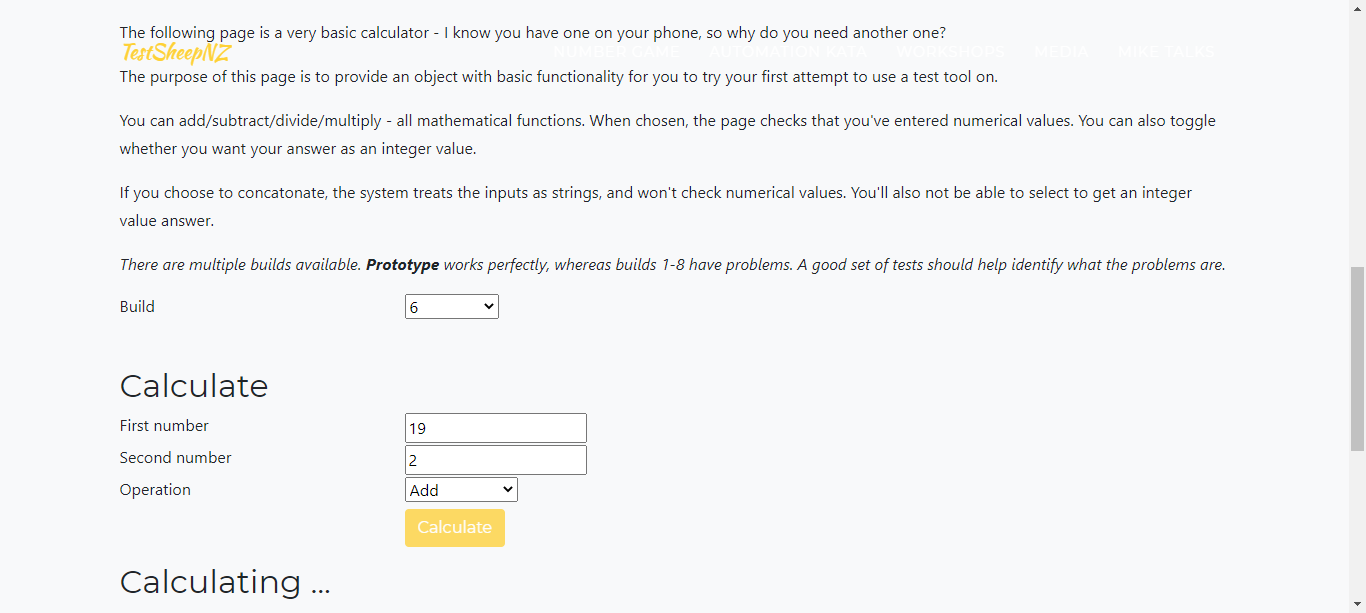 The following page is a very basic calculator - I know you have one on your phone, so why do you need another one?
TestSheepNZ NUMBER GAME AUTOMATION BETA WORKSHOPS MEDIA MIKE TALKS
The purpose of this page is to provide an object with basic functionality for you to try your first attempt to use a test tool on.
You can add/subtract/divide/multiply - all mathematical functions. When chosen, the page checks that you've entered numerical values. You can also toggle
whether you want your answer as an integer value.
If you choose to concatonate, the system treats the inputs as strings, and won't check numerical values. You'll also not be able to select to get an integer
value answer.
There are multiple builds available. Prototype works perfectly, whereas builds 1-8 have problems. A good set of tests should help identify what the problems are.
Build 6
Calculate
First number 19
Second number 2
Operation Add
Calculate
Calculating ...